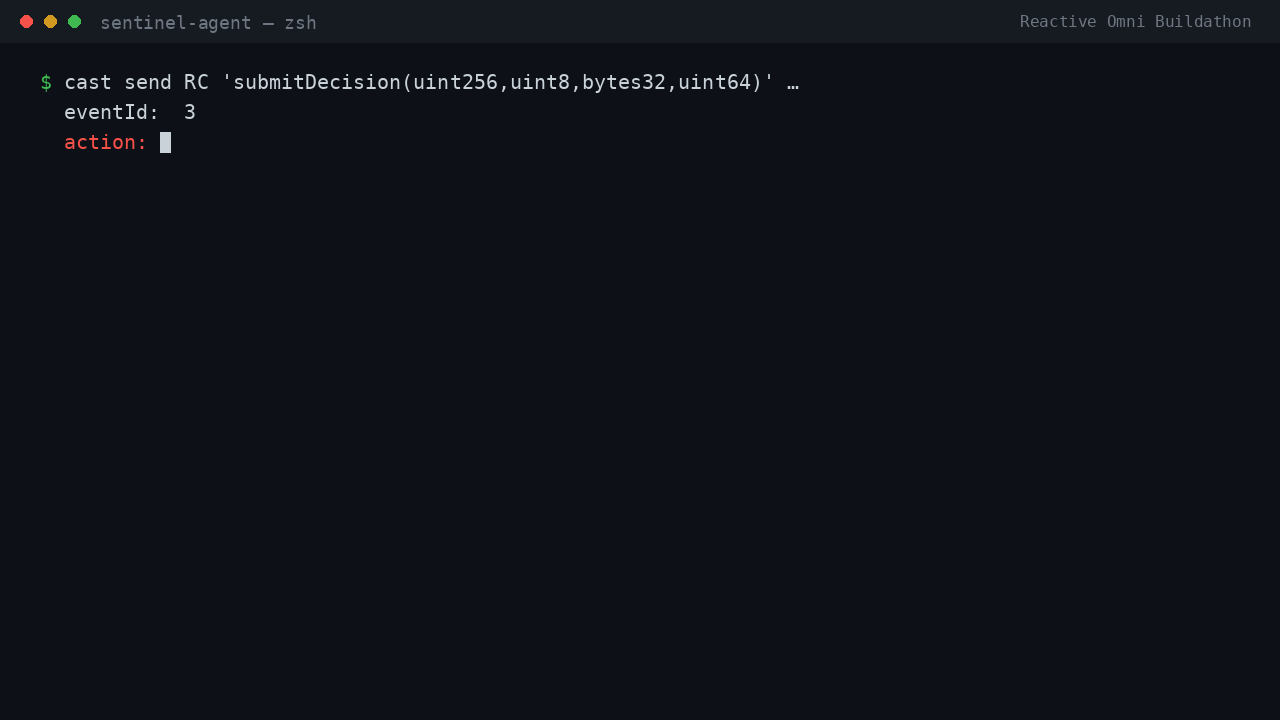 sentinel-agent — zsh
Reactive Omni Buildathon
$ cast send RC 'submitDecision(uint256,uint8,bytes32,uint64)' …
eventId:  3
action: